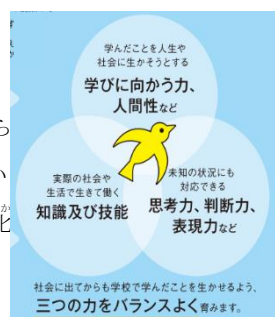 学んだことを人生や
社会に生かそうとする
学びに向かう力、
人間性など
実際の社会や
生活で生きて働く
知識及び技能
未知の状況にも
対応できる
思考力、判断力、
表現力など
社会に出てからも学校で学んだことを生かせるよう、
三つの力をバランスよく育みます。